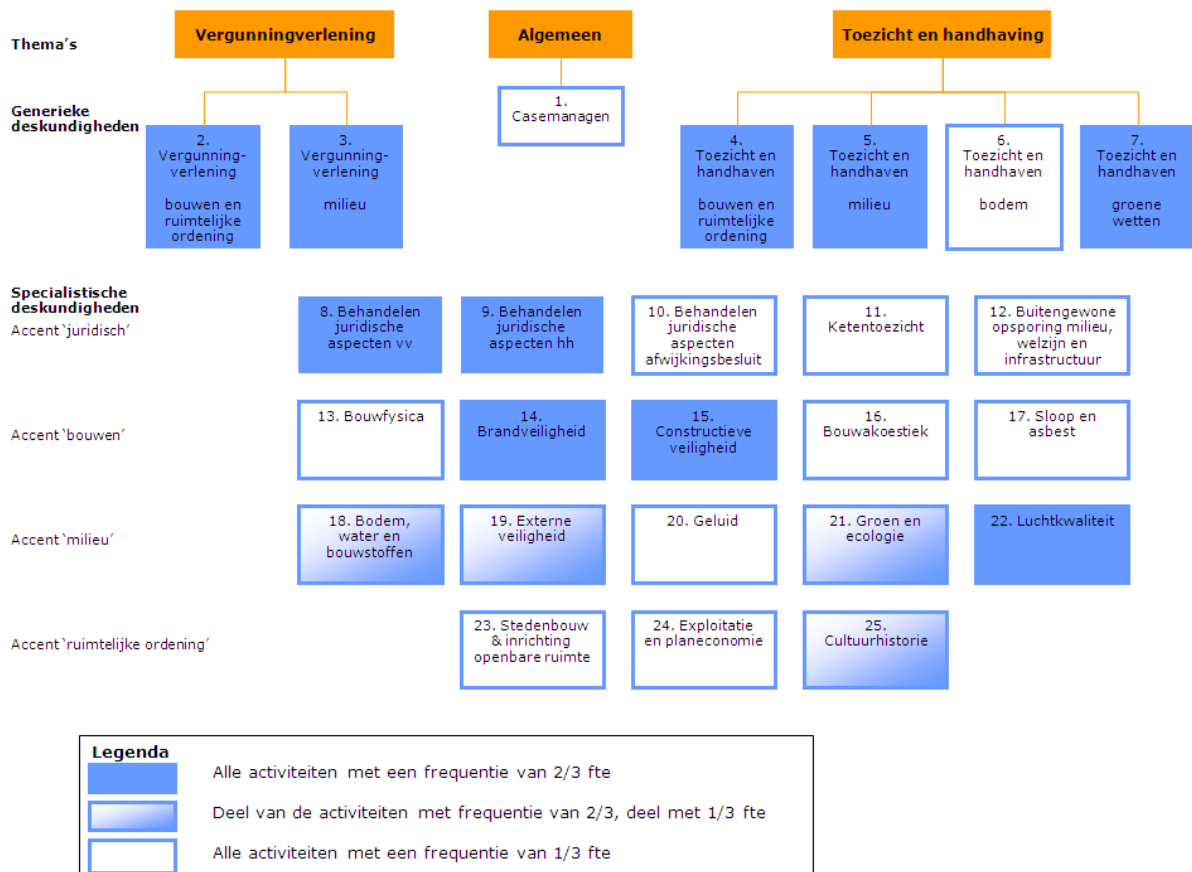 Thema's
Vergunningverlening
Algemeen
Toezicht en handhaving
Generieke
deskundigheden
1.
Casemanagen
2.
Vergunning-
verlening
bouwen en
ruimtelijke
ordening
3.
Vergunning-
verlening
milieu
4.
Toezicht en
handhaven
bouwen en
ruimtelijke
ordening
5.
Toezicht en
handhaven
milieu
6.
Toezicht en
handhaven
bodem
7.
Toezicht en
handhaven
groene
wetten
Specialistische
deskundigheden
Accent 'juridisch'
8. Behandelen
juridische
aspecten vv
9. Behandelen
juridische
aspecten hh
10. Behandelen
juridische
aspecten
afwijkingsbesluit
11.
Ketentoezicht
12. Buitengewone
opsporing milieu,
welzijn en
infrastructuur
Accent 'bouwen'
13. Bouwfysica
14.
Brandveiligheid
15.
Constructieve
veiligheid
16.
Bouwakoestiek
17. Sloop en
asbest
Accent 'milieu'
18. Bodem,
water en
bouwstoffen
19. Externe
veiligheid
20. Geluid
21. Groen en
ecologie
22. Luchtkwaliteit
Accent 'ruimtelijke ordening'
23. Stedenbouw
& inrichting
openbare ruimte
24. Exploitatie
en planeconomie
25.
Cultuurhistorie
Legenda
Alle activiteiten met een frequentie van 2/3 fte
Deel van de activiteiten met frequentie van 2/3, deel met 1/3 fte
Alle activiteiten met een frequentie van 1/3 fte